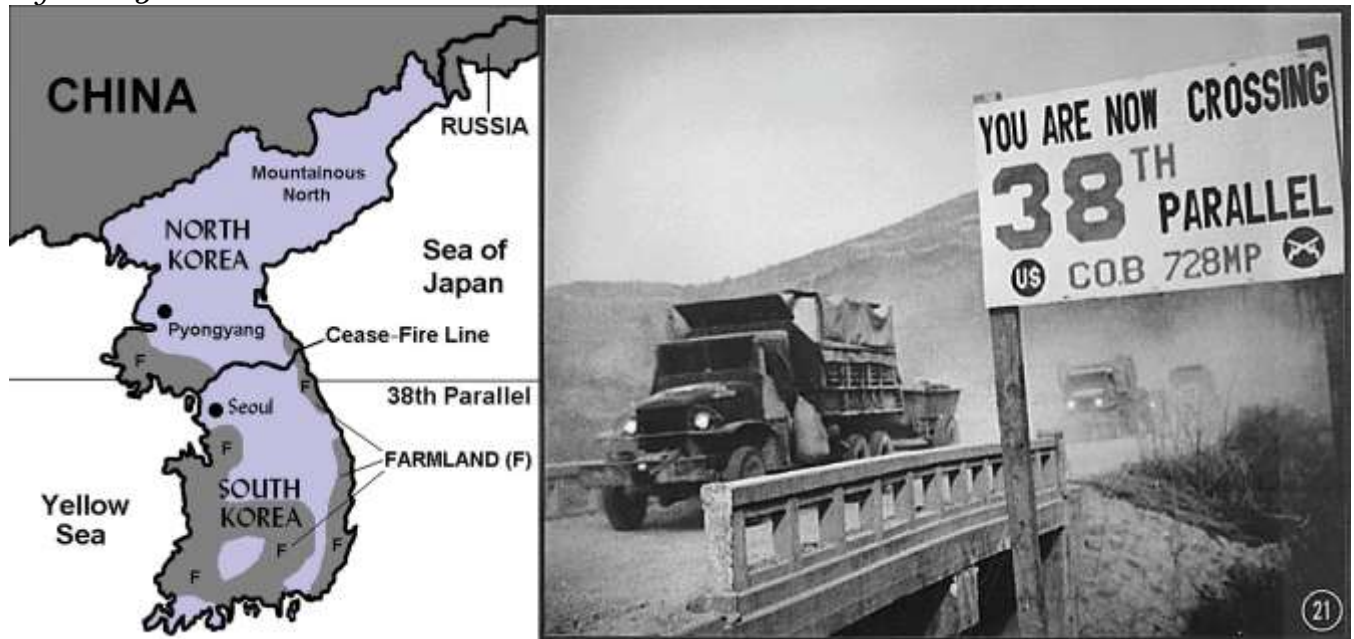 CHINA
RUSSIA
Mountainous
North
NORTH
KOREA
Sea of
Japan
Pyongyang
Cease-Fire Line
F
F
38th Parallel
Seoul
F
FARMLAND (F)
SOUTH
KOREA
Yellow
Sea
F
F
F
YOU ARE NOW CROSSING
38TH
PARALLEL
US CO.B 728MP
21